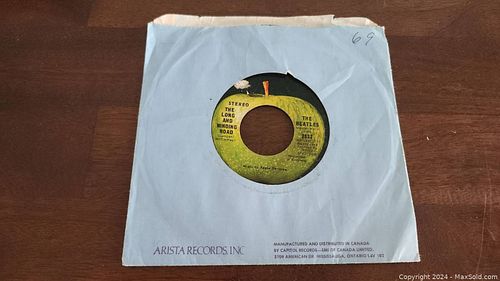 69
STEREO
THE
LONG
AND
WINDING
ROAD
THE
BEATLES
2832
ARISTA RECORDS, INC
MANUFACTURED AND DISTRIBUTED IN CANADA
BY CAPITOL RECORDS—EMI OF CANADA LIMITED,
3109 AMERICAN DR. MISSISSAUGA, ONTARIO L4V 1B2
Copyright © 2024 - MaxSold.com